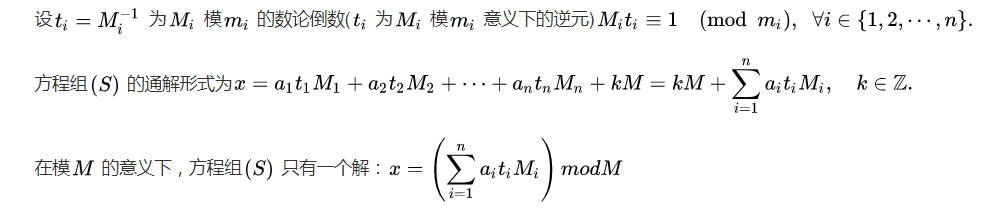 设 $t_i = M_i^{-1}$ 为 $M_i$ 模 $m_i$ 的数论倒数($t_i$ 为 $M_i$ 模 $m_i$ 意义下的逆元) $M_i t_i \equiv 1 \pmod {m_i}, \ \forall i \in \{1, 2, \cdots, n\}.$
方程组 $(S)$ 的通解形式为 $x = a_1 t_1 M_1 + a_2 t_2 M_2 + \cdots + a_n t_n M_n + kM = kM + \sum_{i=1}^{n} a_i t_i M_i, \quad k \in \mathbb{Z}.$
在模 $M$ 的意义下，方程组 $(S)$ 只有一个解：$x = \left( \sum_{i=1}^{n} a_i t_i M_i \right) mod M$